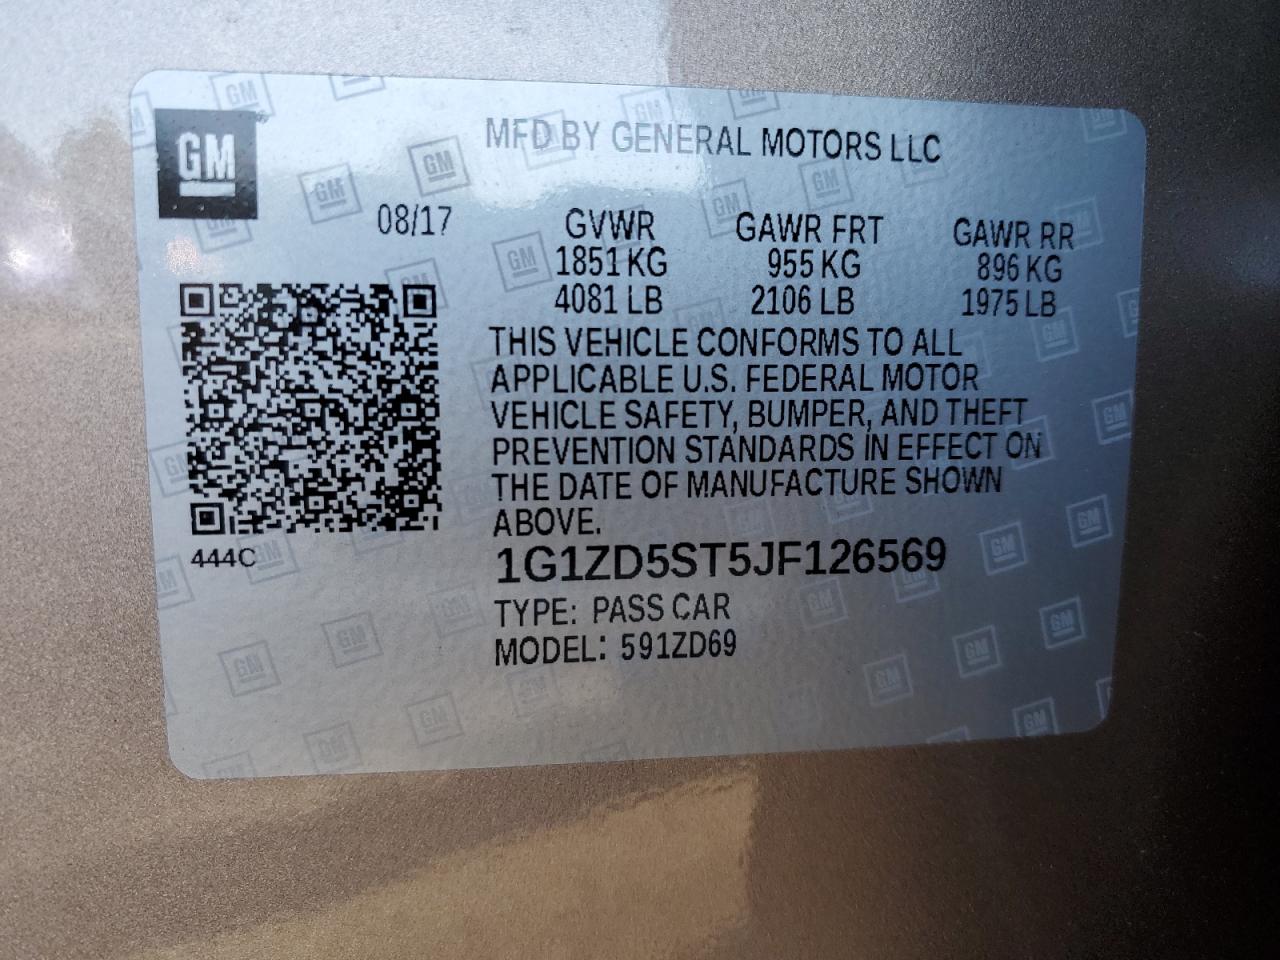 GM
MFD BY GENERAL MOTORS LLC
08/17
GVWR GAWR FRT GAWR RR
1851 KG 955 KG 896 KG
4081 LB 2106 LB 1975 LB
THIS VEHICLE CONFORMS TO ALL
APPLICABLE U.S. FEDERAL MOTOR
VEHICLE SAFETY, BUMPER, AND THEFT
PREVENTION STANDARDS IN EFFECT ON
THE DATE OF MANUFACTURE SHOWN
ABOVE.
444C
1G1ZD5ST5JF126569
TYPE: PASS CAR
MODEL: 591ZD69